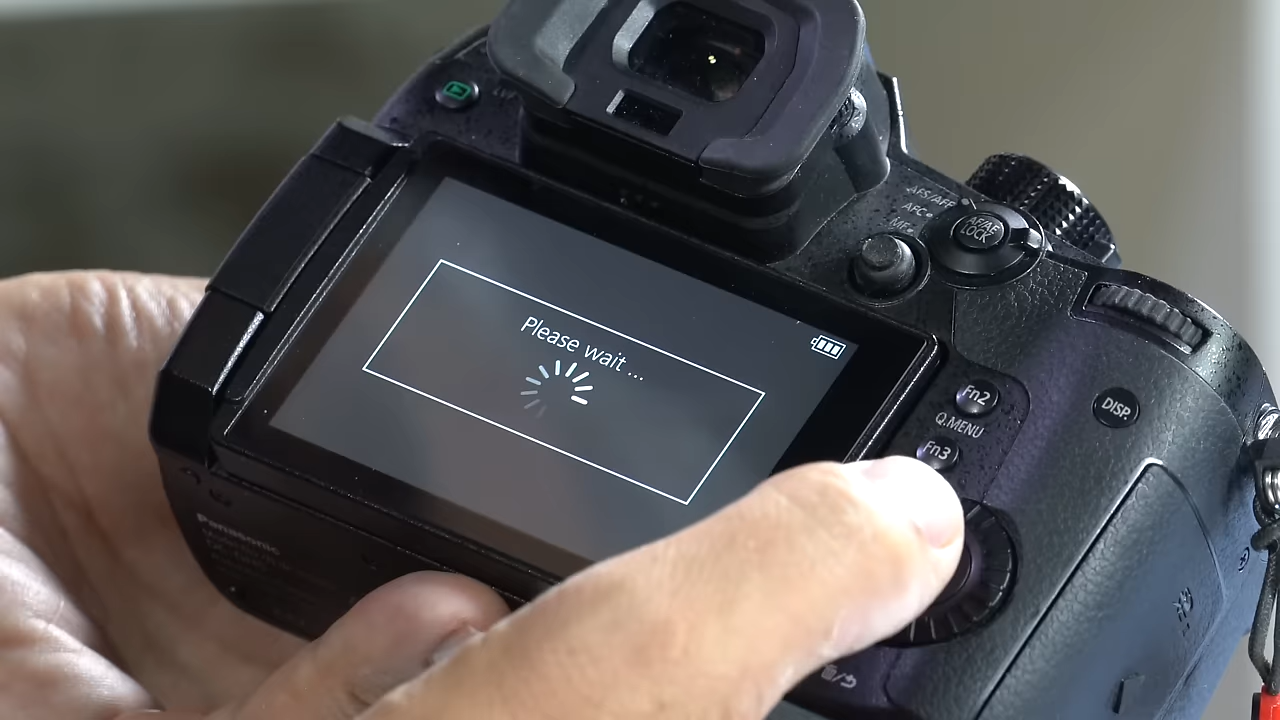 Please wait ...
AFS/AFF
AFC
MF
AF/AE
LOCK
Fn2
Q.MENU
Fn3
DISP.
Panasonic